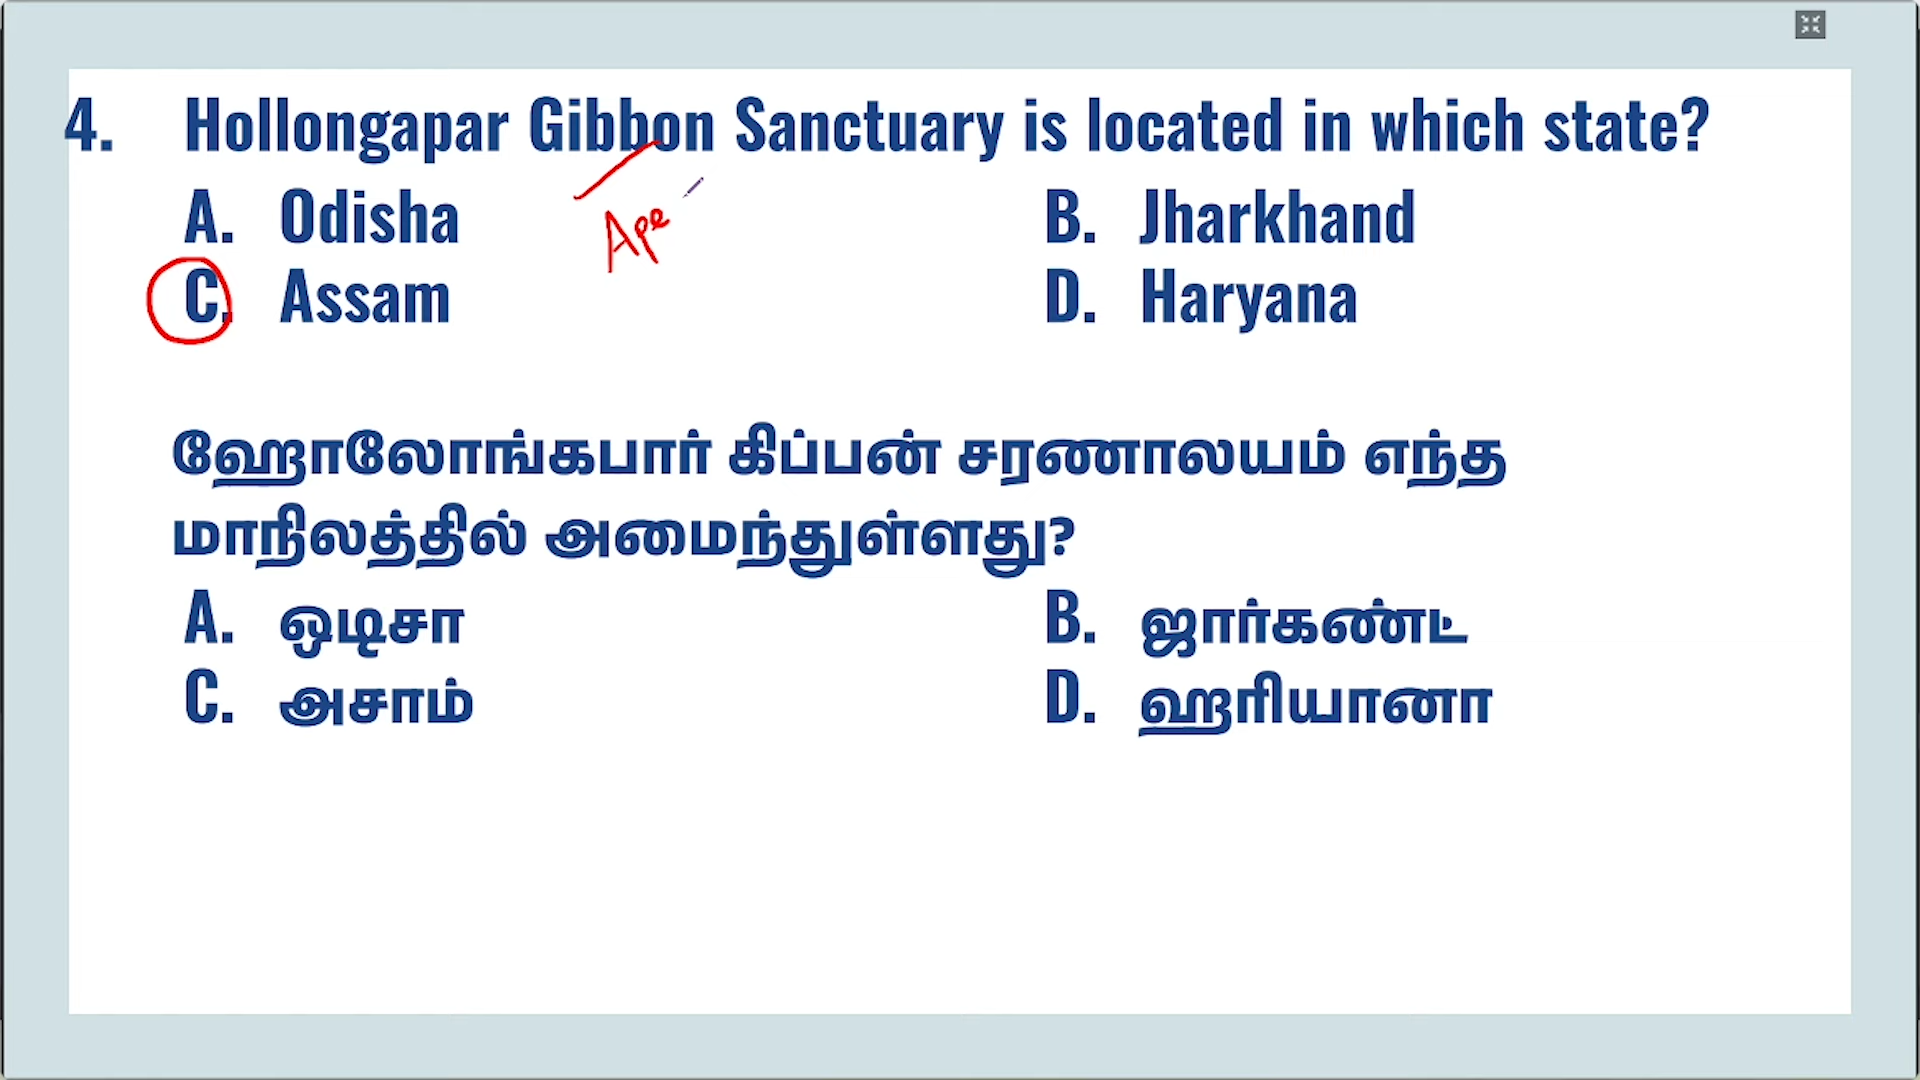 4. Hollongapar Gibbon Sanctuary is located in which state?
Ape
A. Odisha B. Jharkhand
C. Assam D. Haryana
ஹோலோங்கபார் கிப்பன் சரணாலயம் எந்த
மாநிலத்தில் அமைந்துள்ளது?
A. ஒடிசா B. ஜார்கண்ட்
C. அசாம் D. ஹரியானா